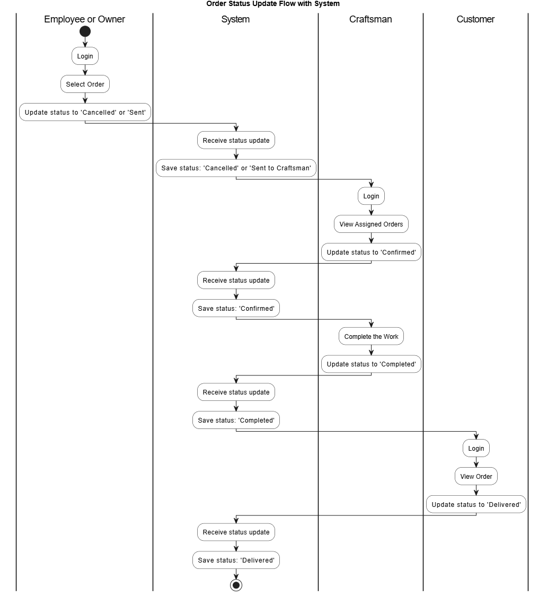 Order Status Update Flow with System
Employee or Owner
System
Craftsman
Customer
Login
Select Order
Update status to 'Cancelled' or 'Sent'
Receive status update
Save status: 'Cancelled' or 'Sent to Craftsman'
Login
View Assigned Orders
Update status to 'Confirmed'
Receive status update
Save status: 'Confirmed'
Complete the Work
Update status to 'Completed'
Receive status update
Save status: 'Completed'
Login
View Order
Update status to 'Delivered'
Receive status update
Save status: 'Delivered'